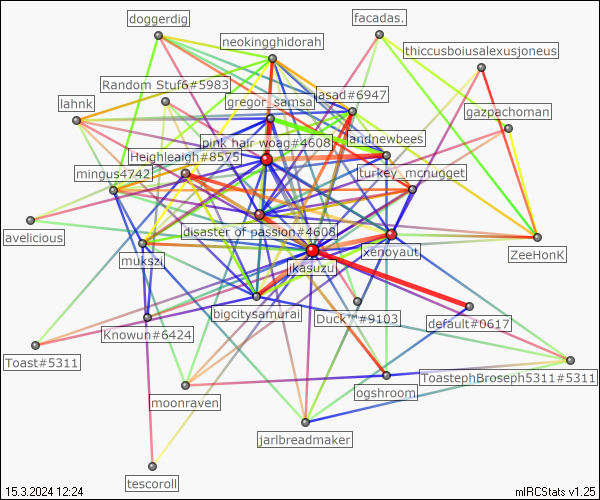 doggerdig
facadas.
neokingghidorah
thiccusboiusalexusjoneus
Random Stuf6#5983
asad#6947
lahnk
gregor_samsa
gazpachoman
pink hair woag#4608
andnewbees
Heighleaigh#8575
mingus4742
turkey_mcnugget
disaster of passion#4608
avelicious
xenoyaut
ZeeHonK
mukszi
jkasuzu
bigcitysamurai
Duck™#9103
default#0617
Knowun#6424
Toast#5311
ToastephBroseph5311#5311
ogshroom
moonraven
jarlbreadmaker
tescoroll
15.3.2024 12:24
mIRCStats v1.25